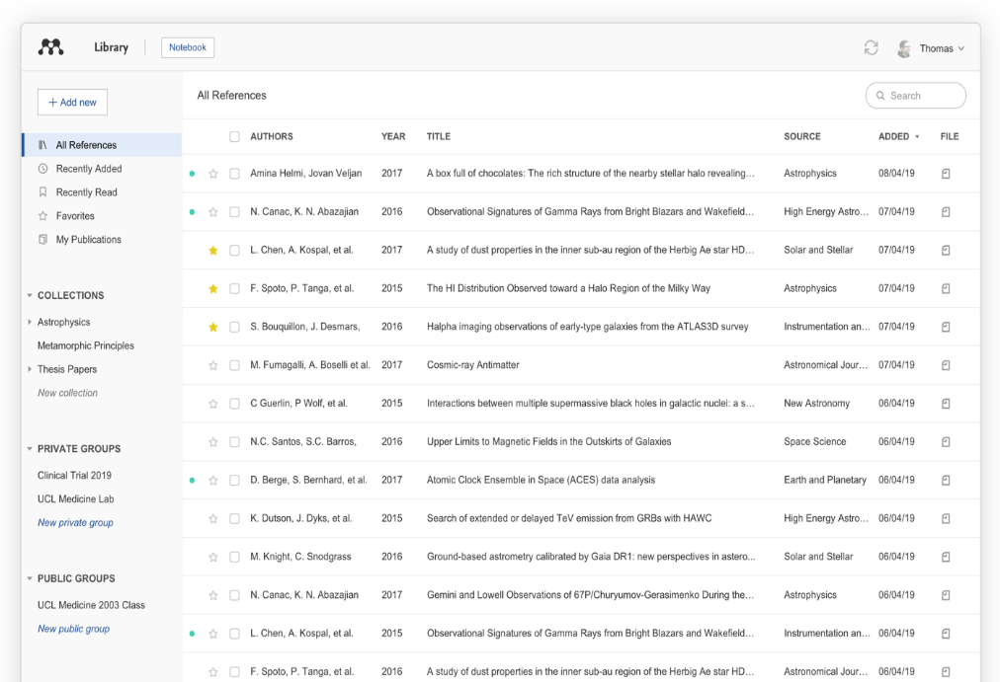 Library
Notebook
Thomas
+ Add new
All References
Recently Added
Recently Read
Favorites
My Publications
COLLECTIONS
Astrophysics
Metamorphic Principles
Thesis Papers
New collection
PRIVATE GROUPS
Clinical Trial 2019
UCL Medicine Lab
New private group
PUBLIC GROUPS
UCL Medicine 2003 Class
New public group
All References
Search
AUTHORS YEAR TITLE SOURCE ADDED FILE
Amina Helmi, Jovan Veljan 2017 A box full of chocolates: The rich structure of the nearby stellar halo revealing... Astrophysics 08/04/19
N. Canac, K. N. Abazajian 2016 Observational Signatures of Gamma Rays from Bright Blazars and Wakefield... High Energy Astro... 07/04/19
L. Chen, A. Kospal, et al. 2017 A study of dust properties in the inner sub-au region of the Herbig Ae star HD... Solar and Stellar 07/04/19
F. Spoto, P. Tanga, et al. 2015 The HI Distribution Observed toward a Halo Region of the Milky Way Astrophysics 07/04/19
S. Bouquillon, J. Desmars, 2016 Halpha imaging observations of early-type galaxies from the ATLAS3D survey Instrumentation an... 07/04/19
M. Fumagalli, A. Boselli et al. 2017 Cosmic-ray Antimatter Astronomical Jour... 07/04/19
C Guerlin, P Wolf, et al. 2015 Interactions between multiple supermassive black holes in galactic nuclei: a s... New Astronomy 06/04/19
N.C. Santos, S.C. Barros, 2016 Upper Limits to Magnetic Fields in the Outskirts of Galaxies Space Science 06/04/19
D. Berge, S. Bernhard, et al. 2017 Atomic Clock Ensemble in Space (ACES) data analysis Earth and Planetary 06/04/19
K. Dutson, J. Dyks, et al. 2015 Search of extended or delayed TeV emission from GRBs with HAWC High Energy Astro... 06/04/19
M. Knight, C. Snodgrass 2016 Ground-based astrometry calibrated by Gaia DR1: new perspectives in astero... Solar and Stellar 06/04/19
N. Canac, K. N. Abazajian 2017 Gemini and Lowell Observations of 67P/Churyumov-Gerasimenko During the... Astrophysics 06/04/19
L. Chen, A. Kospal, et al. 2015 Observational Signatures of Gamma Rays from Bright Blazars and Wakefield... Instrumentation an... 06/04/19
F. Spoto, P. Tanga, et al. 2016 A study of dust properties in the inner sub-au region of the Herbig Ae star HD... Astronomical Jour... 06/04/19